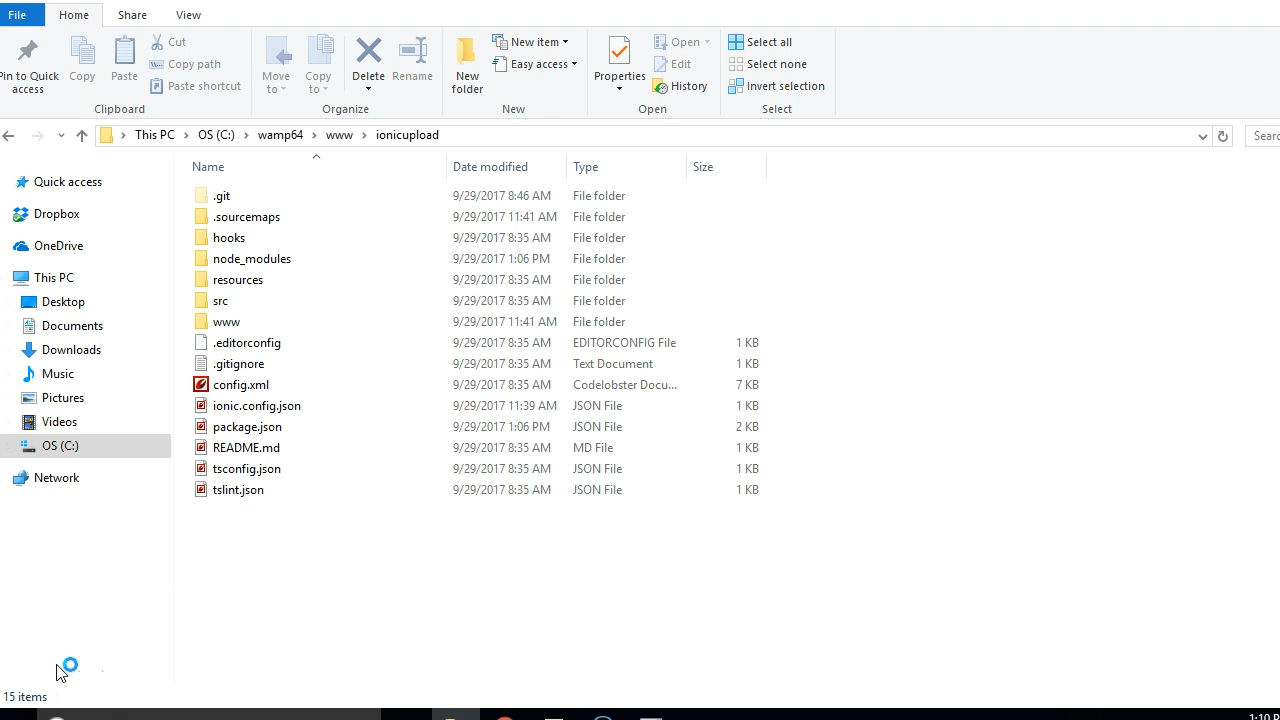 File Home Share View
Pin to Quick access
Copy
Paste
Cut
Copy path
Paste shortcut
Clipboard
Move to
Copy to
Delete
Rename
Organize
New folder
New item
Easy access
New
Properties
Open
Edit
History
Open
Select all
Select none
Invert selection
Select
This PC OS (C:) wamp64 www ionicupload
Name Date modified Type Size
Quick access
Dropbox
OneDrive
This PC
Desktop
Documents
Downloads
Music
Pictures
Videos
OS (C:)
Network
.git 9/29/2017 8:46 AM File folder
.sourcemaps 9/29/2017 11:41 AM File folder
hooks 9/29/2017 8:35 AM File folder
node_modules 9/29/2017 1:06 PM File folder
resources 9/29/2017 8:35 AM File folder
src 9/29/2017 8:35 AM File folder
www 9/29/2017 11:41 AM File folder
.editorconfig 9/29/2017 8:35 AM EDITORCONFIG File 1 KB
.gitignore 9/29/2017 8:35 AM Text Document 1 KB
config.xml 9/29/2017 8:35 AM Codelobster Docu... 7 KB
ionic.config.json 9/29/2017 11:39 AM JSON File 1 KB
package.json 9/29/2017 1:06 PM JSON File 2 KB
README.md 9/29/2017 8:35 AM MD File 1 KB
tsconfig.json 9/29/2017 8:35 AM JSON File 1 KB
tslint.json 9/29/2017 8:35 AM JSON File 1 KB
15 items